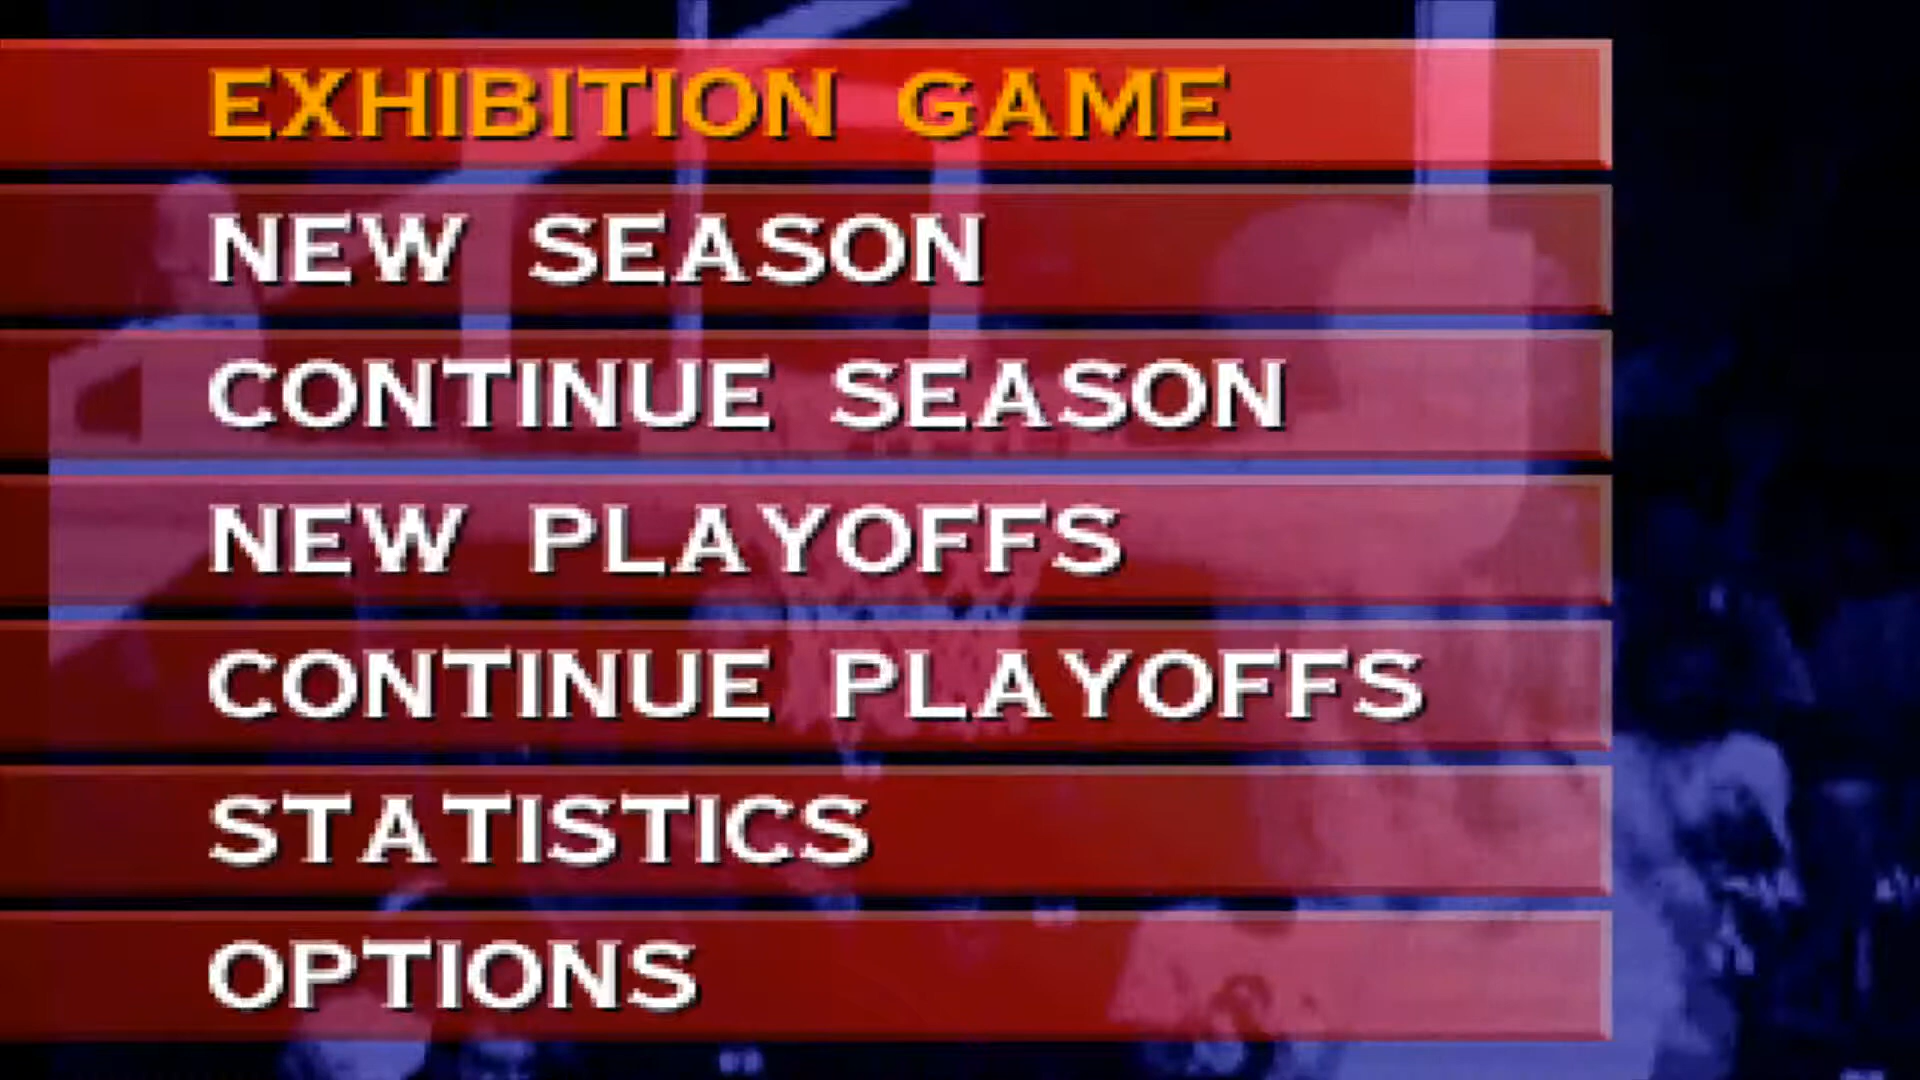 EXHIBITION GAME
NEW SEASON
CONTINUE SEASON
NEW PLAYOFFS
CONTINUE PLAYOFFS
STATISTICS
OPTIONS